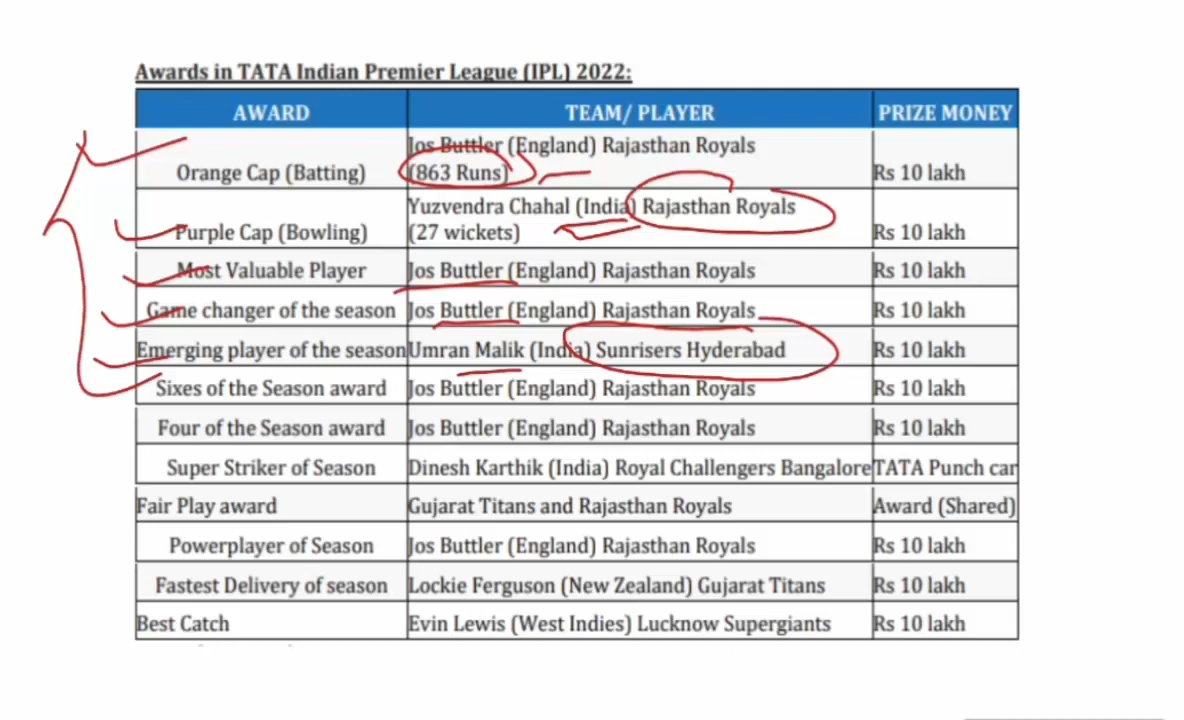 Awards in TATA Indian Premier League (IPL) 2022:
AWARD TEAM/ PLAYER PRIZE MONEY
Orange Cap (Batting) Jos Buttler (England) Rajasthan Royals
(863 Runs) Rs 10 lakh
Purple Cap (Bowling) Yuzvendra Chahal (India) Rajasthan Royals
(27 wickets) Rs 10 lakh
Most Valuable Player Jos Buttler (England) Rajasthan Royals Rs 10 lakh
Game changer of the season Jos Buttler (England) Rajasthan Royals Rs 10 lakh
Emerging player of the season Umran Malik (India) Sunrisers Hyderabad Rs 10 lakh
Sixes of the Season award Jos Buttler (England) Rajasthan Royals Rs 10 lakh
Four of the Season award Jos Buttler (England) Rajasthan Royals Rs 10 lakh
Super Striker of Season Dinesh Karthik (India) Royal Challengers Bangalore TATA Punch car
Fair Play award Gujarat Titans and Rajasthan Royals Award (Shared)
Powerplayer of Season Jos Buttler (England) Rajasthan Royals Rs 10 lakh
Fastest Delivery of season Lockie Ferguson (New Zealand) Gujarat Titans Rs 10 lakh
Best Catch Evin Lewis (West Indies) Lucknow Supergiants Rs 10 lakh